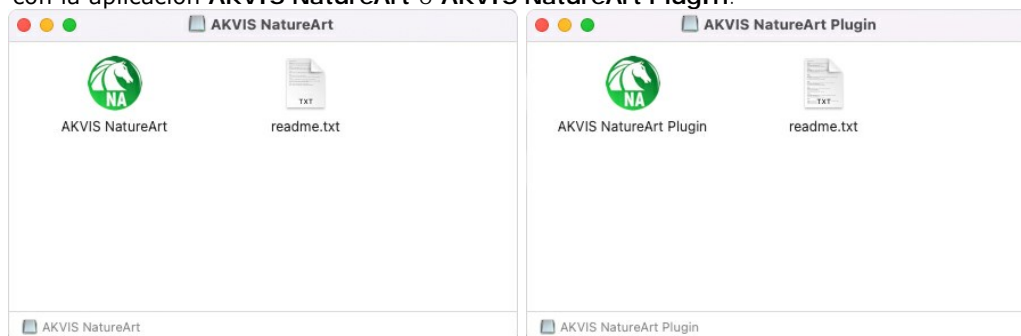 con la aplicación AKVIS NatureArt o AKVIS NatureArt Plugin.
AKVIS NatureArt
NA
TXT
AKVIS NatureArt
readme.txt
AKVIS NatureArt
AKVIS NatureArt Plugin
NA
TXT
AKVIS NatureArt Plugin
readme.txt
AKVIS NatureArt Plugin